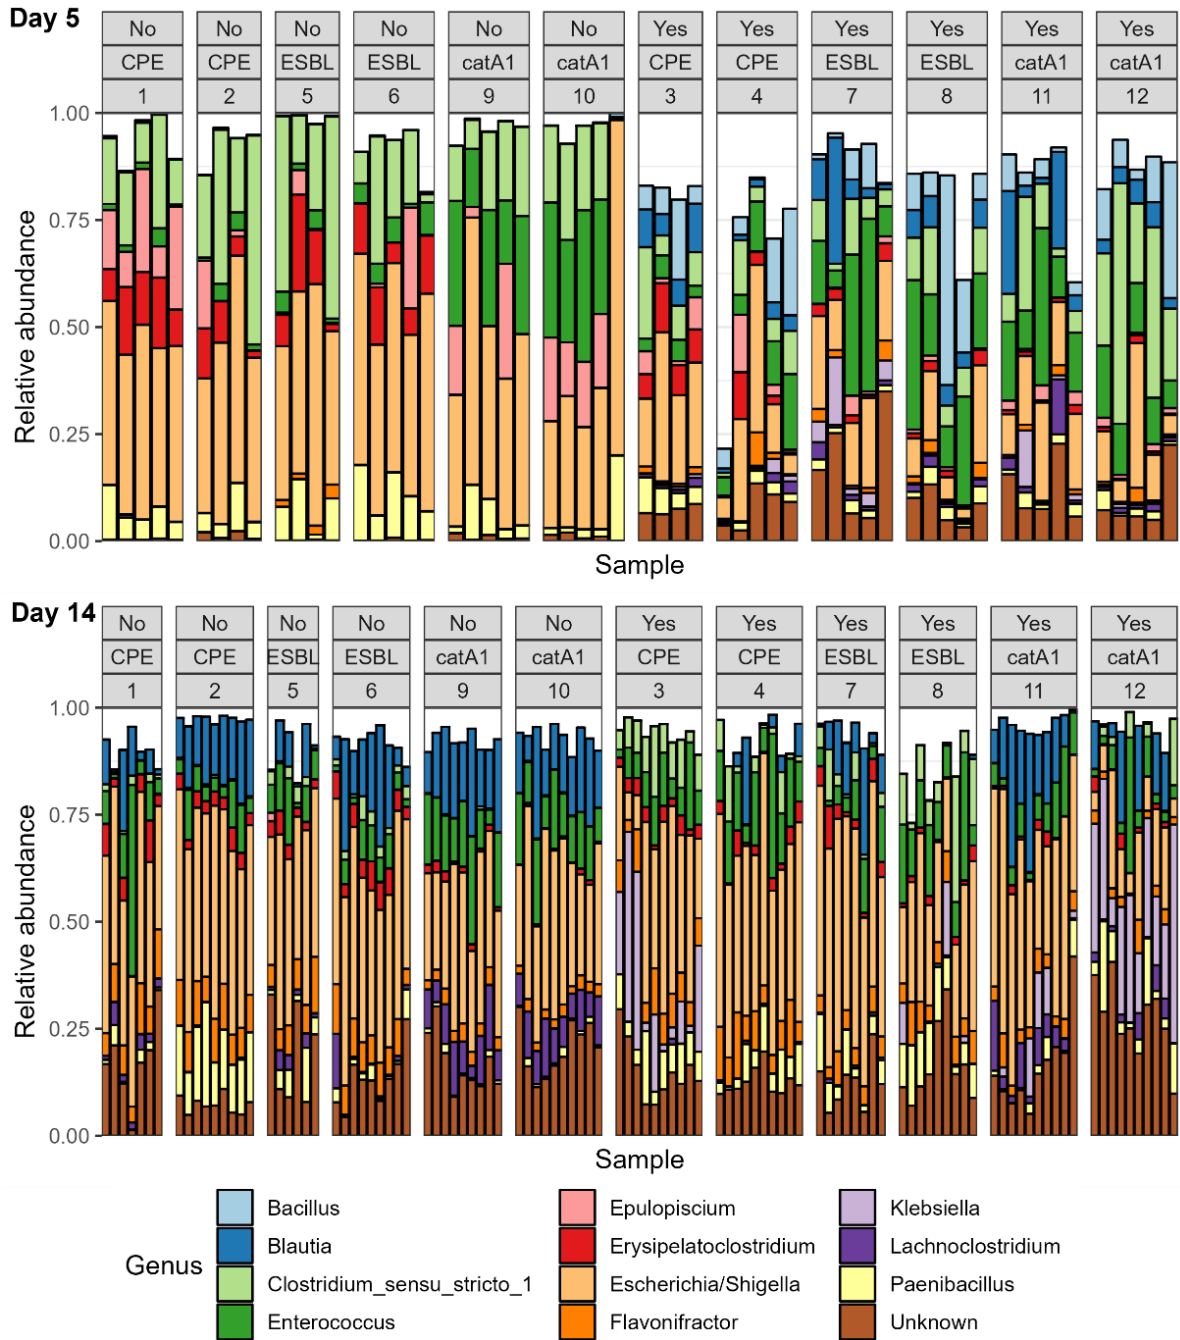 Day 5
No No No No No No Yes Yes Yes Yes Yes Yes
CPE CPE ESBL ESBL catA1 catA1 CPE CPE ESBL ESBL catA1 catA1
1 2 5 6 9 10 3 4 7 8 11 12
1.00
0.75
0.50
0.25
0.00
Relative abundance
Sample
Day 14
No No No No No No Yes Yes Yes Yes Yes Yes
CPE CPE ESBL ESBL catA1 catA1 CPE CPE ESBL ESBL catA1 catA1
1 2 5 6 9 10 3 4 7 8 11 12
1.00
0.75
0.50
0.25
0.00
Relative abundance
Sample
Genus
Bacillus
Blautia
Clostridium_sensu_stricto_1
Enterococcus
Epulopiscium
Erysipelatoclostridium
Escherichia/Shigella
Flavonifractor
Klebsiella
Lachnoclostridium
Paenibacillus
Unknown